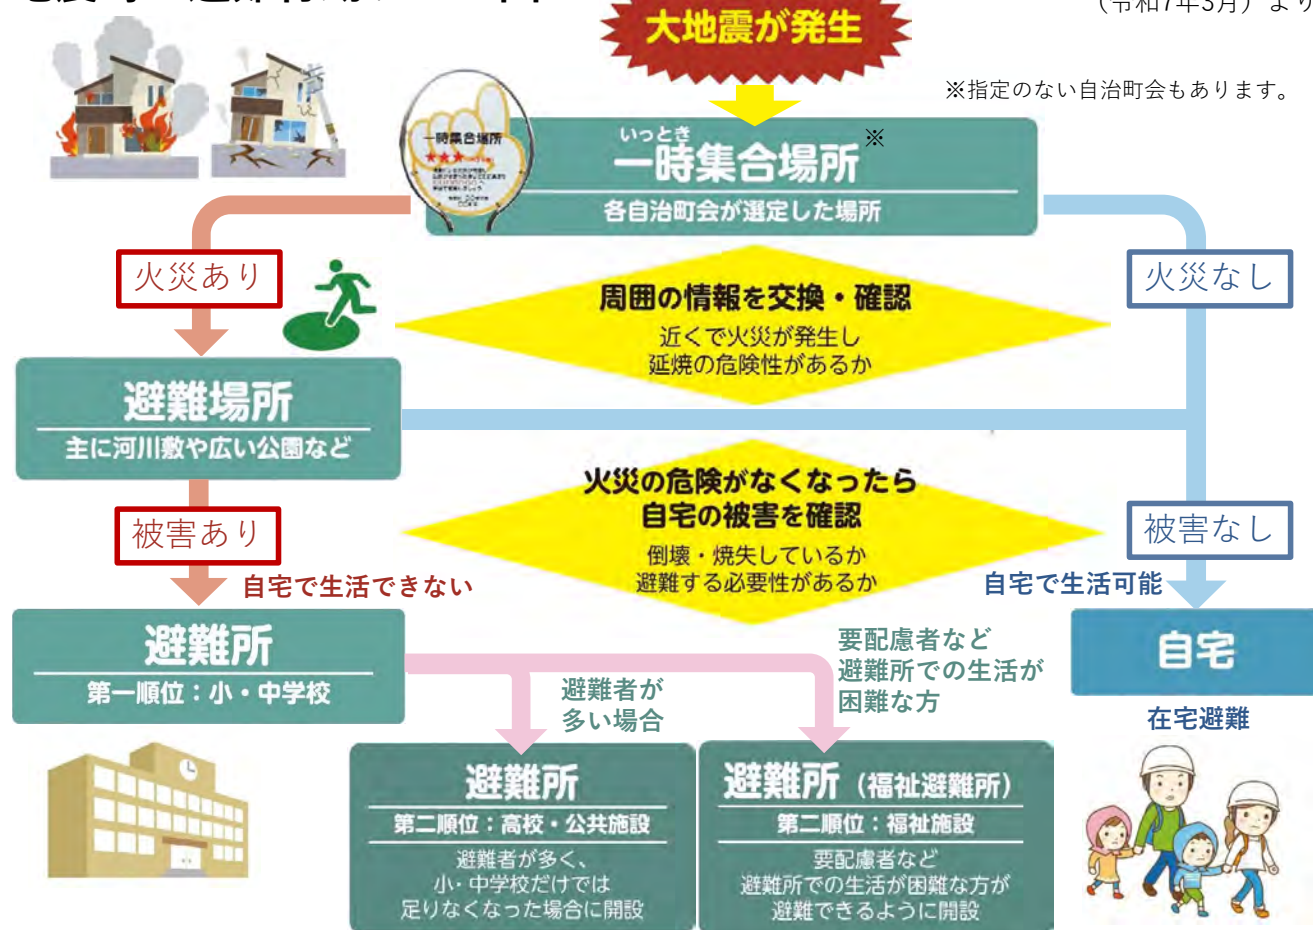 （令和7年3月）より
大地震が発生
※指定のない自治町会もあります。
いっとき
一時集合場所※
各自治町会が選定した場所
一時集合場所
★★★
火災あり
火災なし
周囲の情報を交換・確認
近くで火災が発生し
延焼の危険性があるか
避難場所
主に河川敷や広い公園など
火災の危険がなくなったら
自宅の被害を確認
倒壊・焼失しているか
避難する必要性があるか
被害あり
被害なし
自宅で生活できない
自宅で生活可能
避難所
第一順位：小・中学校
自宅
在宅避難
避難者が
多い場合
要配慮者など
避難所での生活が
困難な方
避難所
第二順位：高校・公共施設
避難者が多く、
小・中学校だけでは
足りなくなった場合に開設
避難所（福祉避難所）
第二順位：福祉施設
要配慮者など
避難所での生活が困難な方が
避難できるように開設